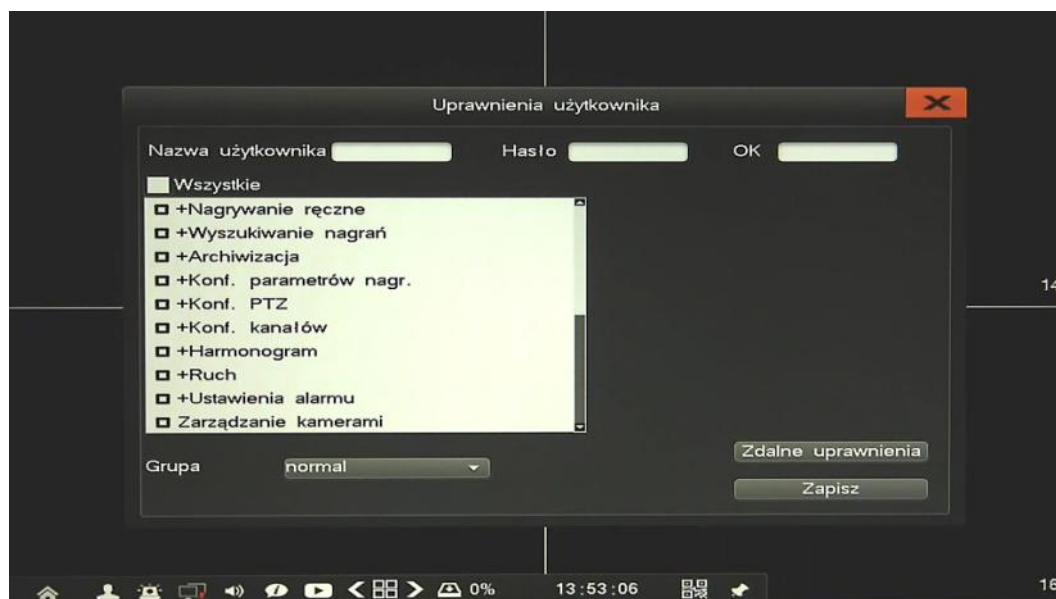 Uprawnienia użytkownika
Nazwa użytkownika Hasło OK
Wszystkie
+Nagrywanie ręczne
+Wyszukiwanie nagrań
+Archiwizacja
+Konf. parametrów nagr.
+Konf. PTZ
+Konf. kanałów
+Harmonogram
+Ruch
+Ustawienia alarmu
Zarządzanie kamerami
Grupa normal
Zdalne uprawnienia
Zapisz
14
0% 13:53:06
16